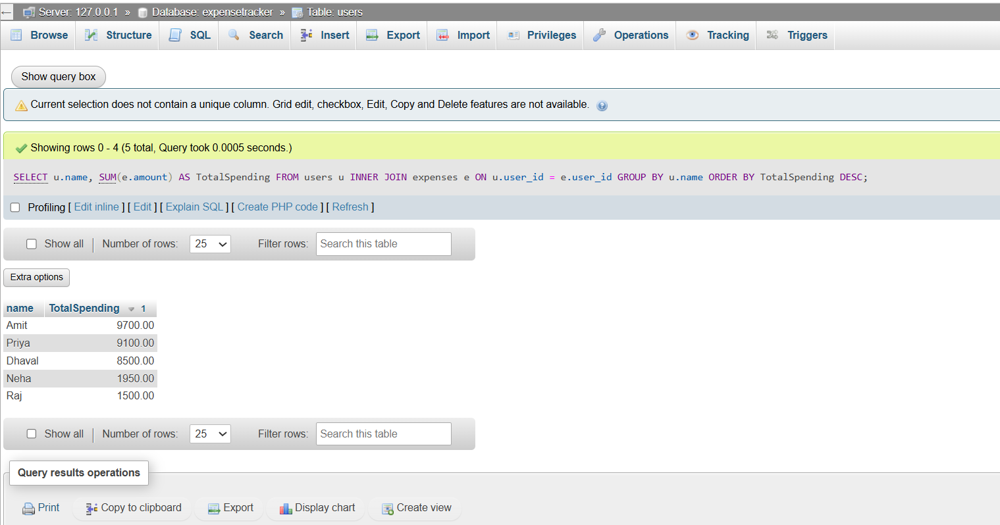 ← Server: 127.0.0.1 » Database: expensetracker » Table: users
Browse Structure SQL Search Insert Export Import Privileges Operations Tracking Triggers
Show query box
Current selection does not contain a unique column. Grid edit, checkbox, Edit, Copy and Delete features are not available.
Showing rows 0 - 4 (5 total, Query took 0.0005 seconds.)
SELECT u.name, SUM(e.amount) AS TotalSpending FROM users u INNER JOIN expenses e ON u.user_id = e.user_id GROUP BY u.name ORDER BY TotalSpending DESC;
Profiling [ Edit inline ] [ Edit ] [ Explain SQL ] [ Create PHP code ] [ Refresh ]
Show all | Number of rows: 25 Filter rows: Search this table
Extra options
name TotalSpending 1
Amit 9700.00
Priya 9100.00
Dhaval 8500.00
Neha 1950.00
Raj 1500.00
Show all | Number of rows: 25 Filter rows: Search this table
Query results operations
Print Copy to clipboard Export Display chart Create view